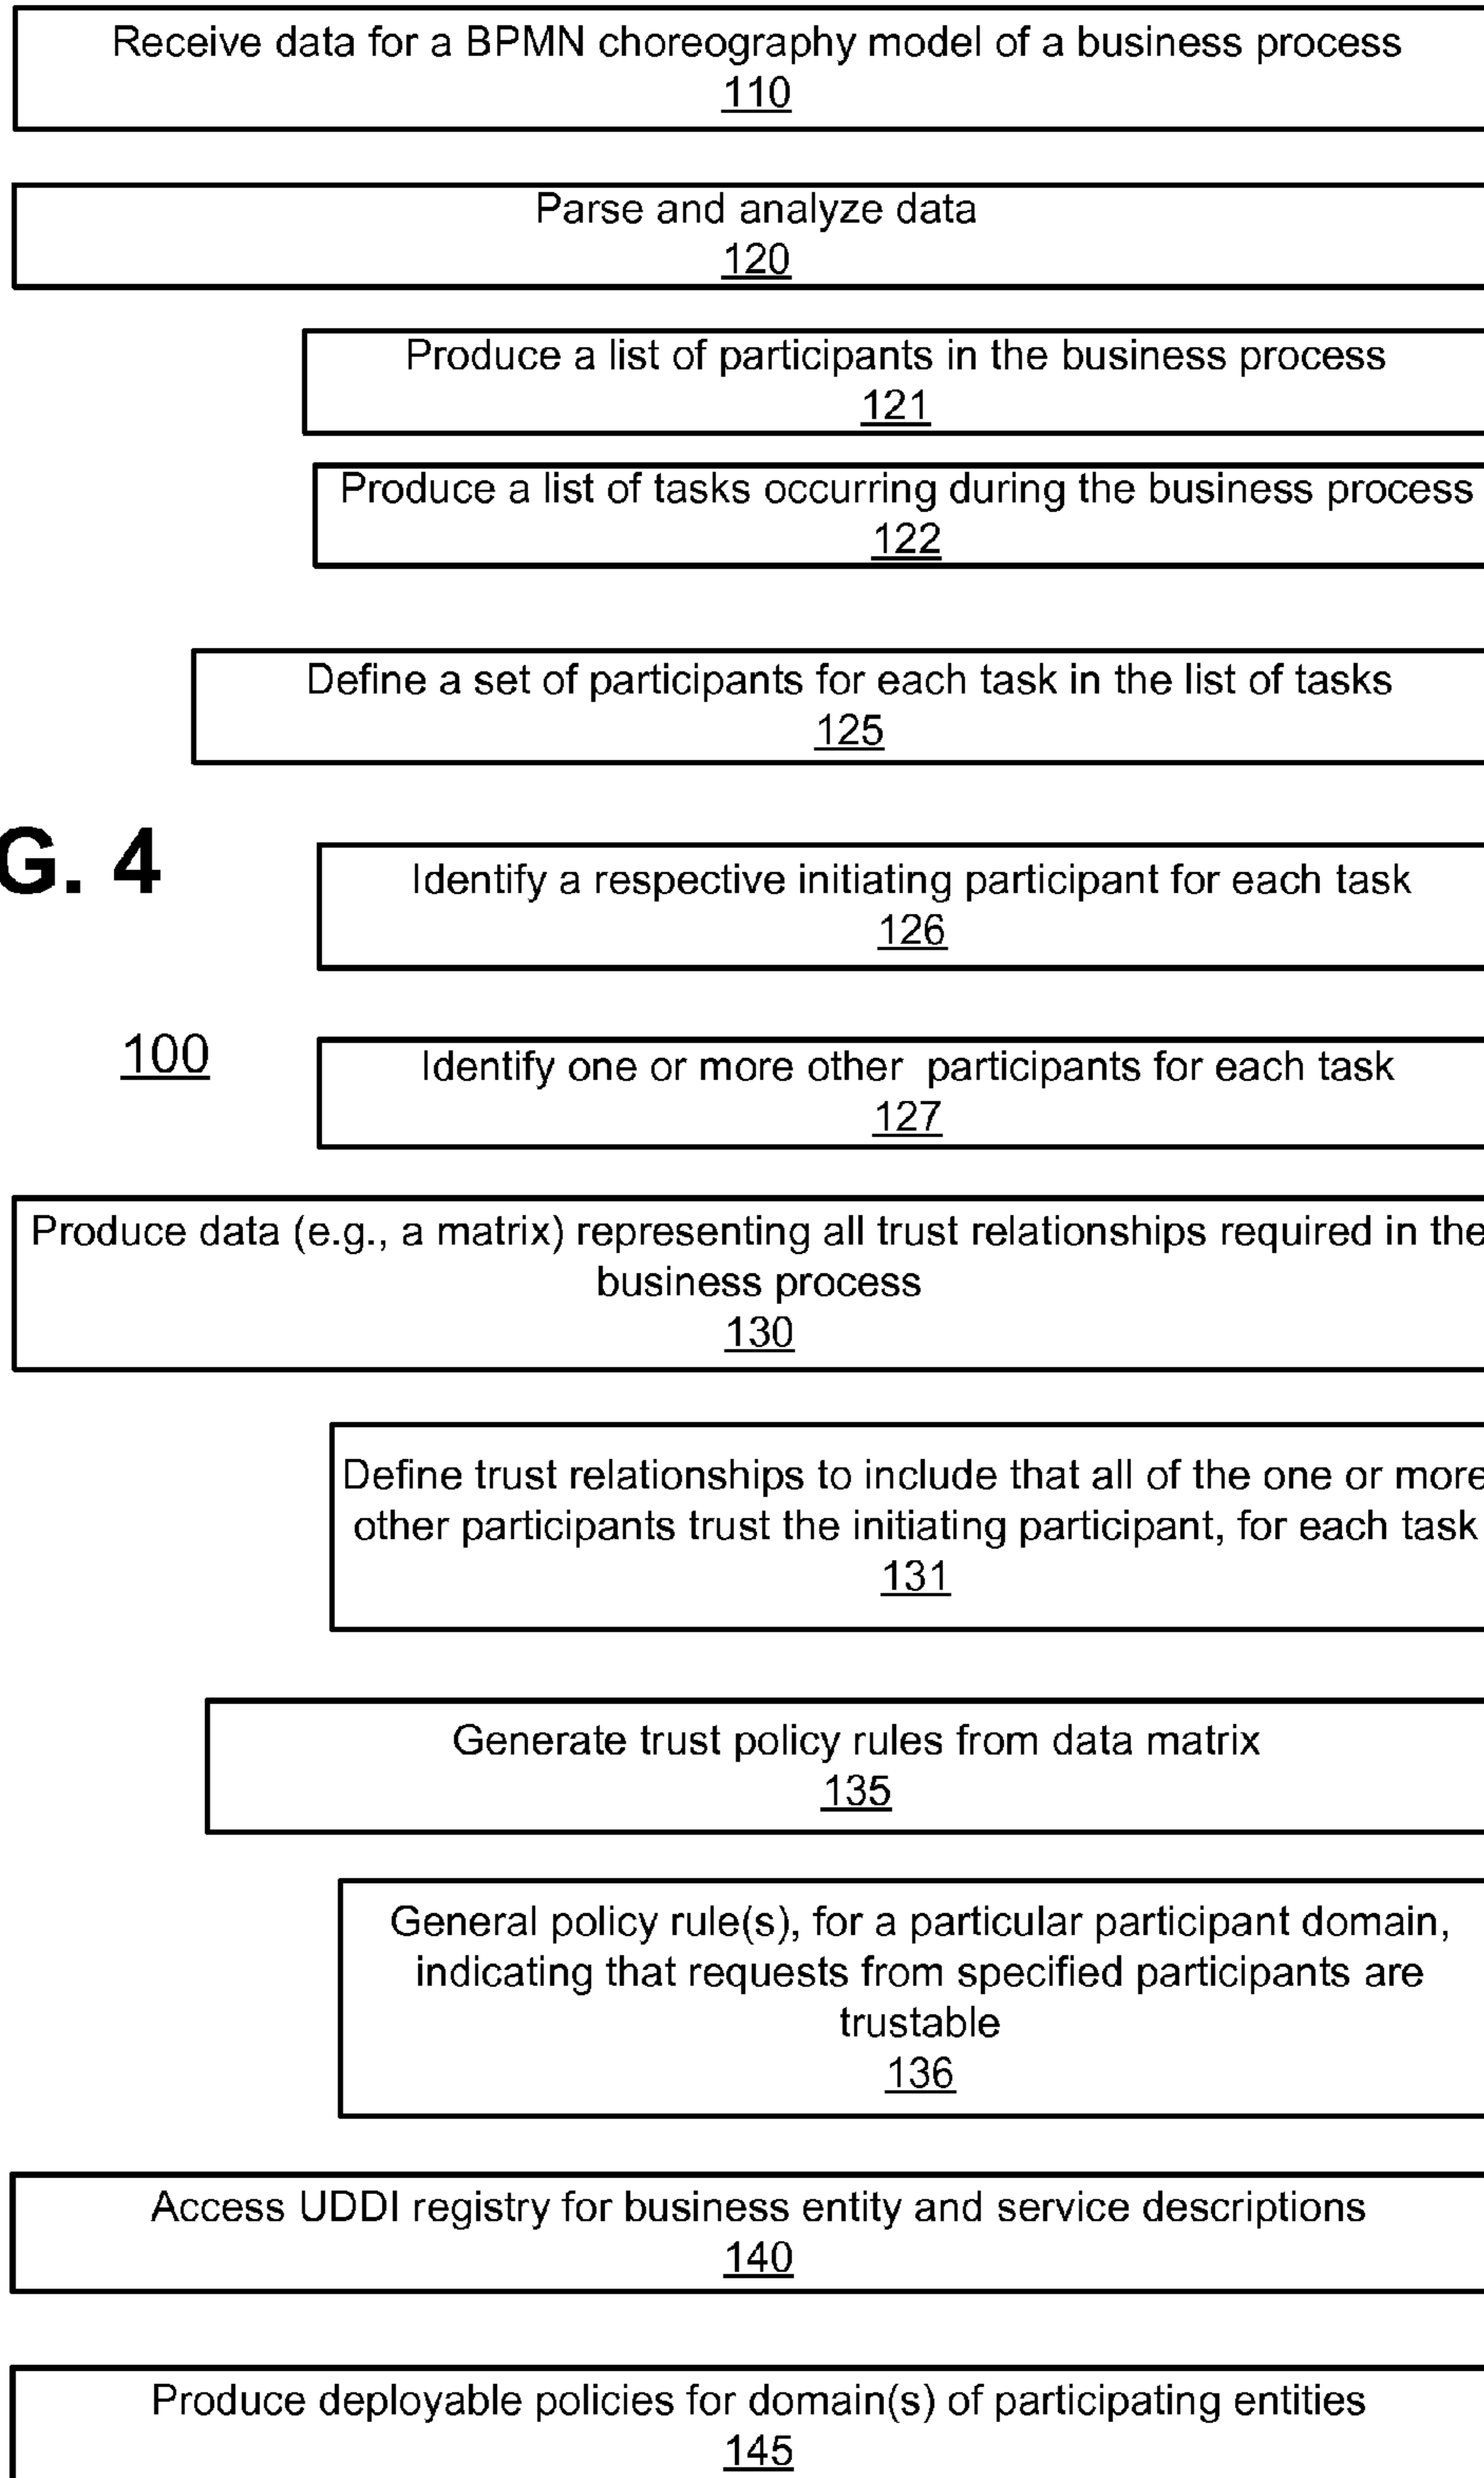 Receive data for a BPMN choreography model of a business process
110
Parse and analyze data
120
Produce a list of participants in the business process
121
Produce a list of tasks occurring during the business process
122
Define a set of participants for each task in the list of tasks
125
G. 4
Identify a respective initiating participant for each task
126
100
Identify one or more other participants for each task
127
Produce data (e.g., a matrix) representing all trust relationships required in the
business process
130
Define trust relationships to include that all of the one or more
other participants trust the initiating participant, for each task
131
Generate trust policy rules from data matrix
135
General policy rule(s), for a particular participant domain,
indicating that requests from specified participants are
trustable
136
Access UDDI registry for business entity and service descriptions
140
Produce deployable policies for domain(s) of participating entities
145